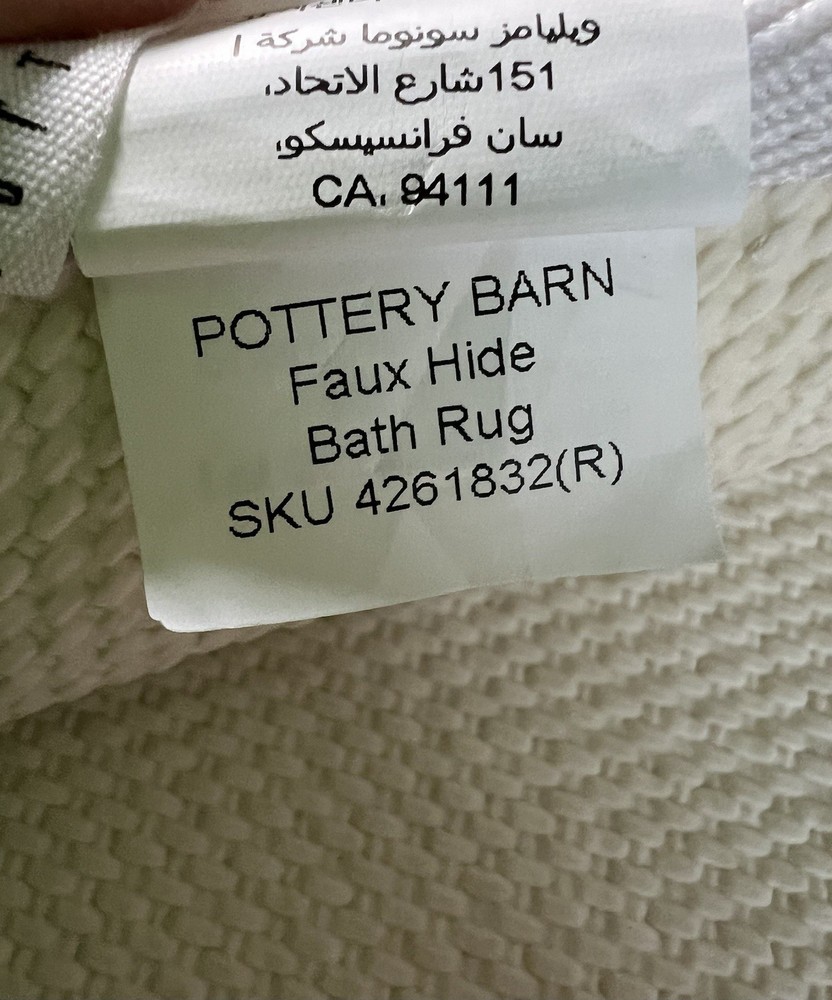 ويليامز سونوما شركة ا
151شارع الاتحاد،
سان فرانسيسكو،
CA، 94111
POTTERY BARN
Faux Hide
Bath Rug
SKU 4261832(R)